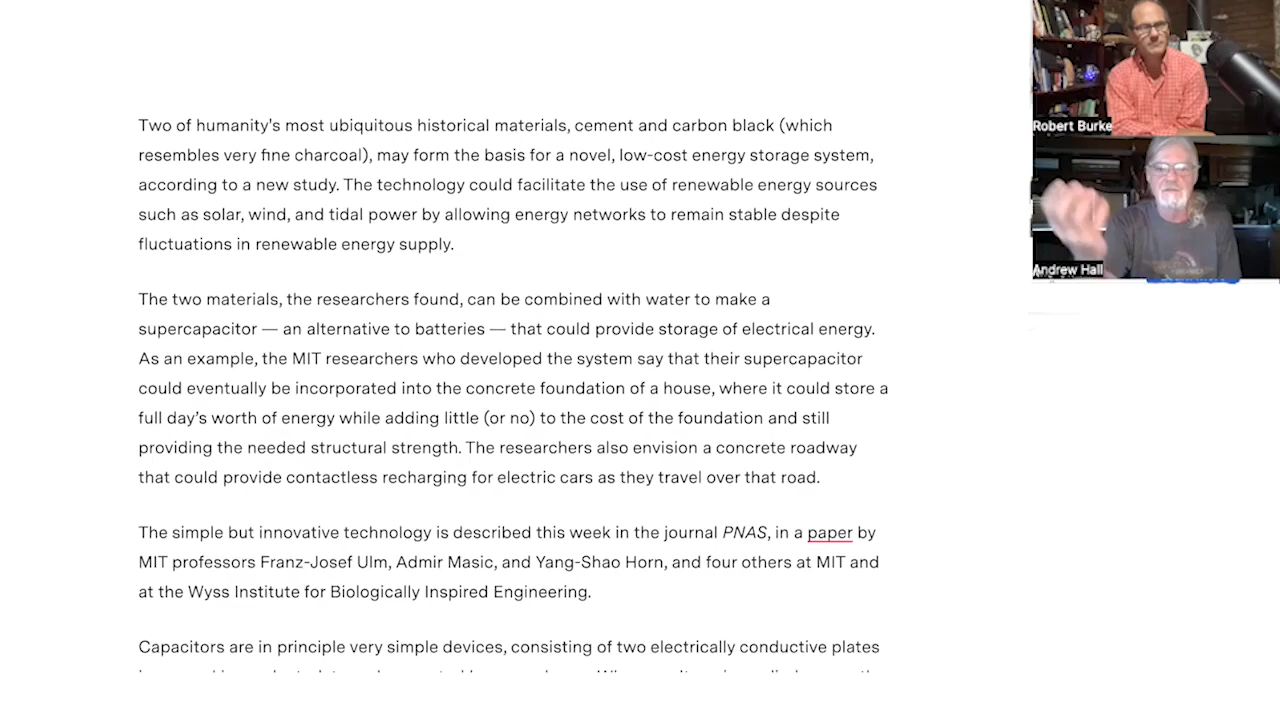 Two of humanity's most ubiquitous historical materials, cement and carbon black (which
resembles very fine charcoal), may form the basis for a novel, low-cost energy storage system,
according to a new study. The technology could facilitate the use of renewable energy sources
such as solar, wind, and tidal power by allowing energy networks to remain stable despite
fluctuations in renewable energy supply.
The two materials, the researchers found, can be combined with water to make a
supercapacitor — an alternative to batteries — that could provide storage of electrical energy.
As an example, the MIT researchers who developed the system say that their supercapacitor
could eventually be incorporated into the concrete foundation of a house, where it could store a
full day's worth of energy while adding little (or no) to the cost of the foundation and still
providing the needed structural strength. The researchers also envision a concrete roadway
that could provide contactless recharging for electric cars as they travel over that road.
The simple but innovative technology is described this week in the journal PNAS, in a paper by
MIT professors Franz-Josef Ulm, Admir Masic, and Yang-Shao Horn, and four others at MIT and
at the Wyss Institute for Biologically Inspired Engineering.
Capacitors are in principle very simple devices, consisting of two electrically conductive plates
Robert Burke
Andrew Hall